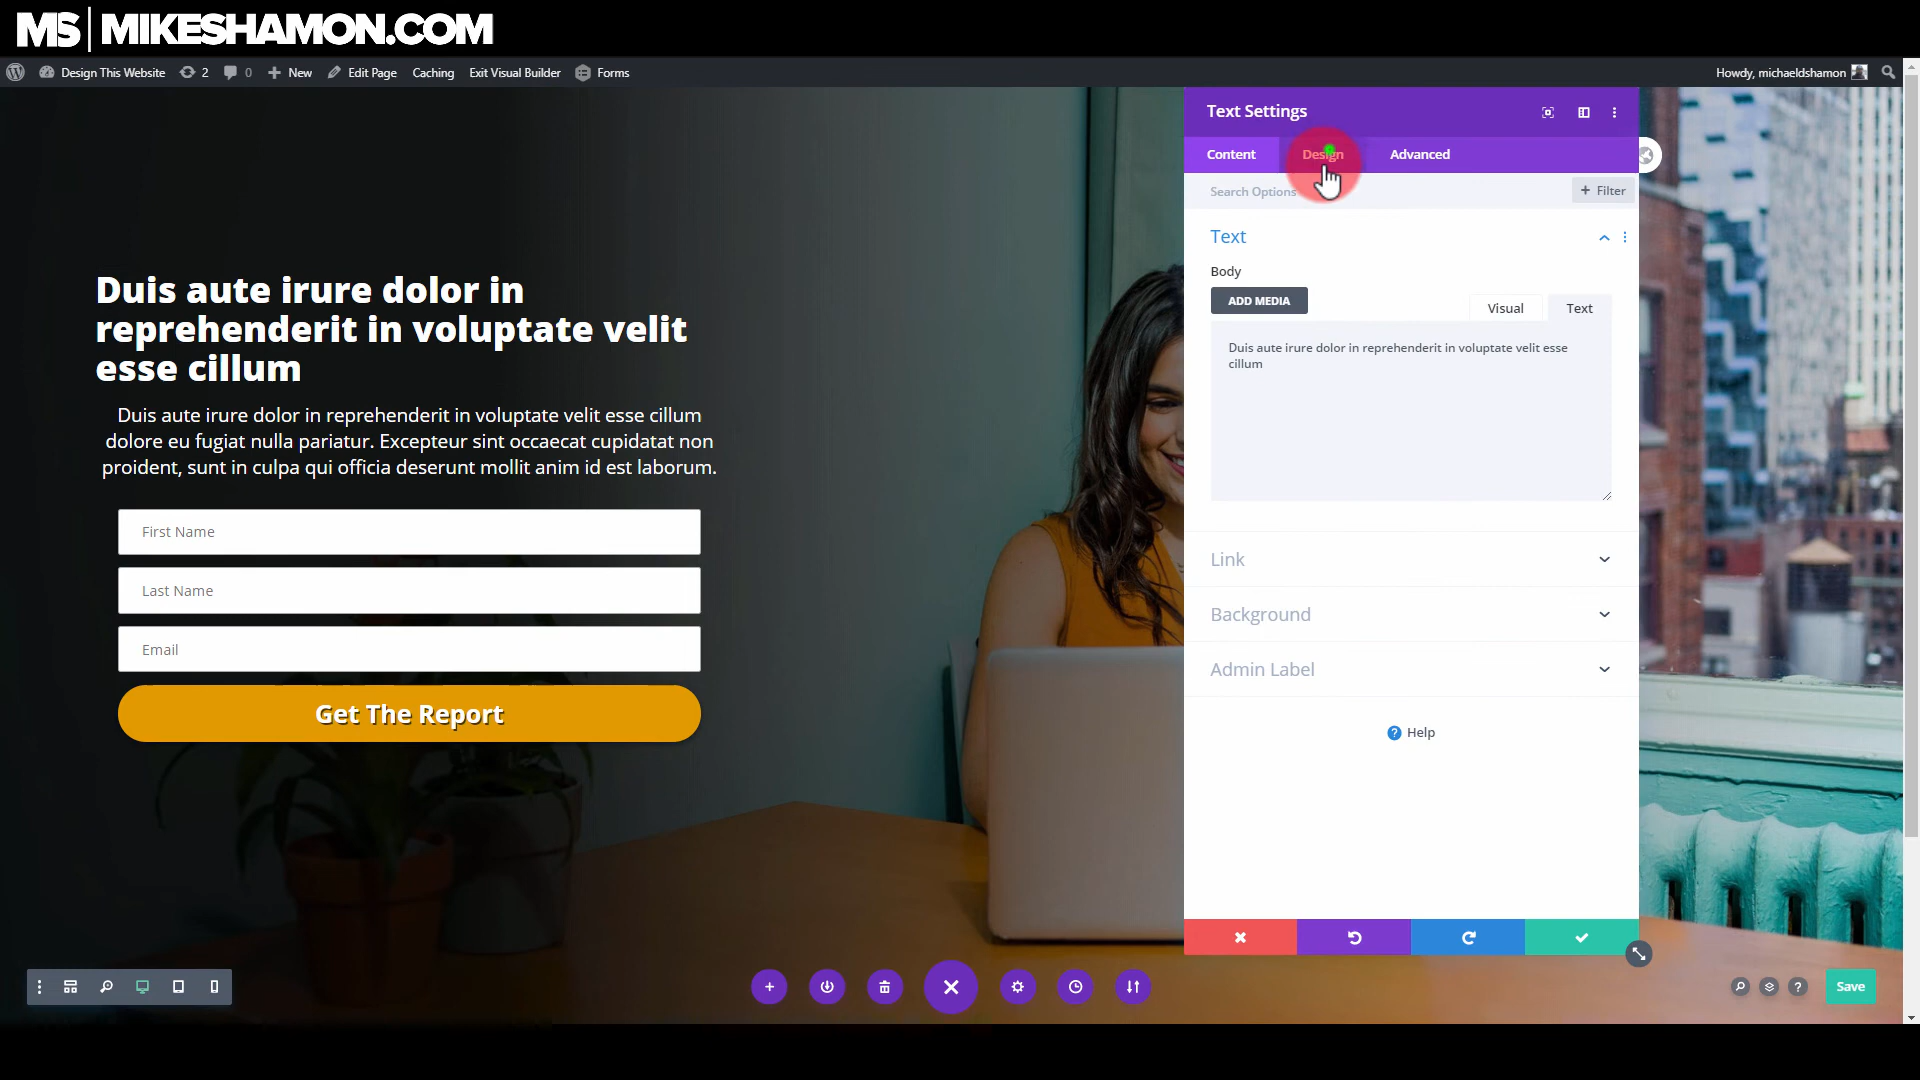 MS | MIKESHAMON.COM
Design This Website 2 0 New Edit Page Caching Exit Visual Builder Forms Howdy, michaeldshamon
Text Settings
Content Design Advanced
Search Options + Filter
Text
Body
ADD MEDIA
Visual Text
Duis aute irure dolor in reprehenderit in voluptate velit esse
cillum
Link
Background
Admin Label
? Help
Duis aute irure dolor in
reprehenderit in voluptate velit
esse cillum
Duis aute irure dolor in reprehenderit in voluptate velit esse cillum
dolore eu fugiat nulla pariatur. Excepteur sint occaecat cupidatat non
proident, sunt in culpa qui officia deserunt mollit anim id est laborum.
First Name
Last Name
Email
Get The Report
? Save